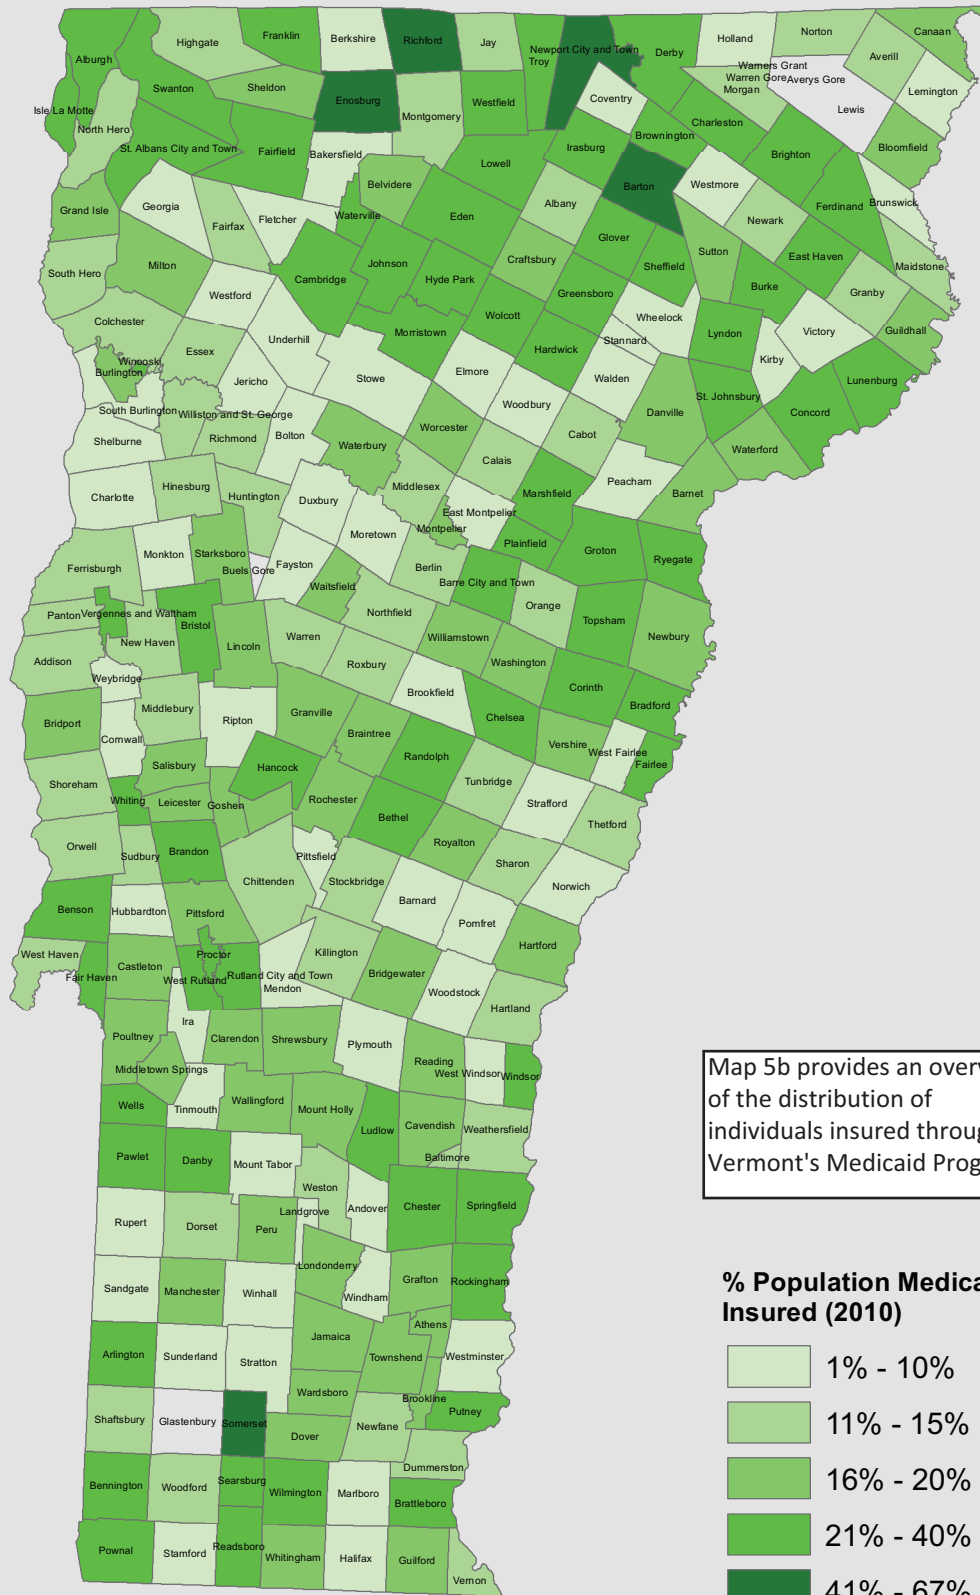 Highgate
Franklin
Berkshire
Richford
Jay
Newport City and Town
Troy
Derby
Holland
Norton
Canaan
Averill
Warners Grant
Warren Gore
Averys Gore
Morgan
Lewis
Lemington
Alburgh
Swanton
Sheldon
Enosburg
Montgomery
Westfield
Coventry
Isle La Motte
North Hero
St. Albans City and Town
Fairfield
Bakersfield
Lowell
Irasburg
Brownington
Charleston
Brighton
Bloomfield
Belvidere
Barton
Westmore
Ferdinand
Brunswick
Grand Isle
Georgia
Fairfax
Fletcher
Waterville
Eden
Albany
Glover
Newark
South Hero
Milton
Cambridge
Johnson
Hyde Park
Craftsbury
Sheffield
Sutton
East Haven
Maidstone
Westford
Greensboro
Burke
Granby
Colchester
Underhill
Morristown
Wolcott
Wheelock
Lyndon
Victory
Guildhall
Essex
Winooski
Burlington
Jericho
Stowe
Elmore
Hardwick
Stannard
Walden
Kirby
Lunenburg
South Burlington
Williston and St. George
Woodbury
Danville
St. Johnsbury
Concord
Shelburne
Richmond
Bolton
Waterbury
Worcester
Calais
Cabot
Waterford
Charlotte
Hinesburg
Huntington
Duxbury
Middlesex
Marshfield
Peacham
Barnet
East Montpelier
Montpelier
Moretown
Plainfield
Groton
Ryegate
Ferrisburgh
Monkton
Starksboro
Buels Gore
Fayston
Waitsfield
Berlin
Barre City and Town
Orange
Panton
Vergennes and Waltham
Bristol
New Haven
Lincoln
Warren
Northfield
Williamstown
Topsham
Newbury
Addison
Weybridge
Roxbury
Washington
Bridport
Middlebury
Ripton
Granville
Brookfield
Corinth
Bradford
Cornwall
Braintree
Chelsea
Vershire
West Fairlee
Fairlee
Shoreham
Salisbury
Hancock
Randolph
Tunbridge
Strafford
Whiting
Leicester
Goshen
Rochester
Bethel
Thetford
Orwell
Sudbury
Brandon
Pittsfield
Royalton
Sharon
Norwich
Benson
Hubbardton
Pittsford
Chittenden
Stockbridge
Barnard
Pomfret
Hartford
West Haven
Fair Haven
Castleton
Proctor
West Rutland
Rutland City and Town
Mendon
Killington
Bridgewater
Woodstock
Hartland
Poultney
Ira
Clarendon
Shrewsbury
Plymouth
Reading
West Windsor
Windsor
Middletown Springs
Wells
Tinmouth
Wallingford
Mount Holly
Ludlow
Cavendish
Weathersfield
Baltimore
Pawlet
Danby
Mount Tabor
Weston
Landgrove
Andover
Chester
Springfield
Rupert
Dorset
Peru
Londonderry
Windham
Grafton
Rockingham
Sandgate
Manchester
Winhall
Jamaica
Athens
Townshend
Westminster
Arlington
Sunderland
Stratton
Wardsboro
Brookline
Putney
Shaftsbury
Glastenbury
Somerset
Dover
Newfane
Dummerston
Bennington
Woodford
Searsburg
Wilmington
Marlboro
Brattleboro
Pownal
Stamford
Readsboro
Whitingham
Halifax
Guilford
Vernon
Map 5b provides an over
of the distribution of
individuals insured throug
Vermont's Medicaid Prog
% Population Medica
Insured (2010)
1% - 10%
11% - 15%
16% - 20%
21% - 40%
41% - 67%